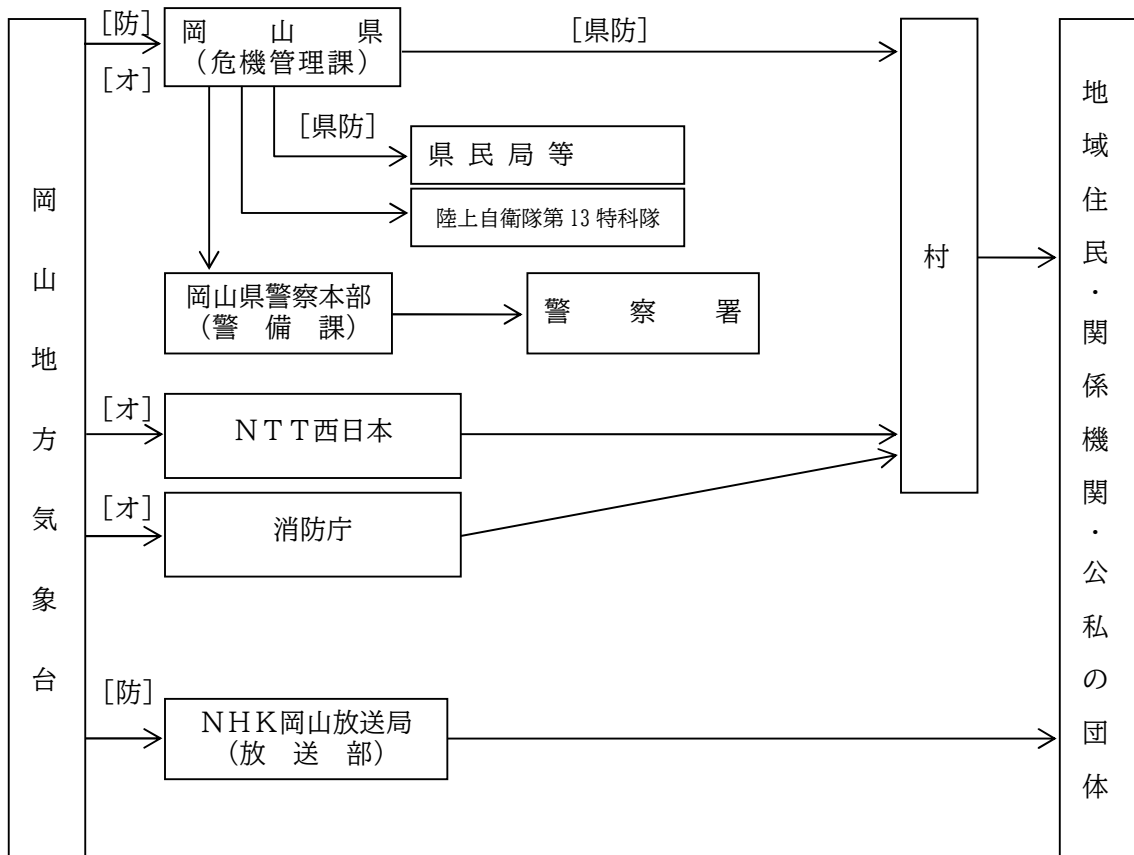 岡山地方気象台
［防］
［オ］
岡山県
（危機管理課）
［県防］
［県防］
県民局等
陸上自衛隊第13特科隊
岡山県警察本部
（警備課）
警察署
［オ］
ＮＴＴ西日本
［オ］
消防庁
［防］
ＮＨＫ岡山放送局
（放送部）
村
地域住民・関係機関・公私の団体